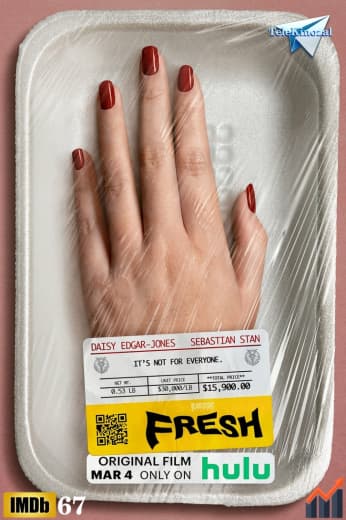 TeleKmozal
DAISY EDGAR-JONES SEBASTIAN STAN
IT'S NOT FOR EVERYONE.
NET WT. UNIT PRICE **TOTAL PRICE**
0.53 LB $30,000/LB $15,900.00
FRESH
ORIGINAL FILM
MAR 4 ONLY ON hulu
IMDb 67